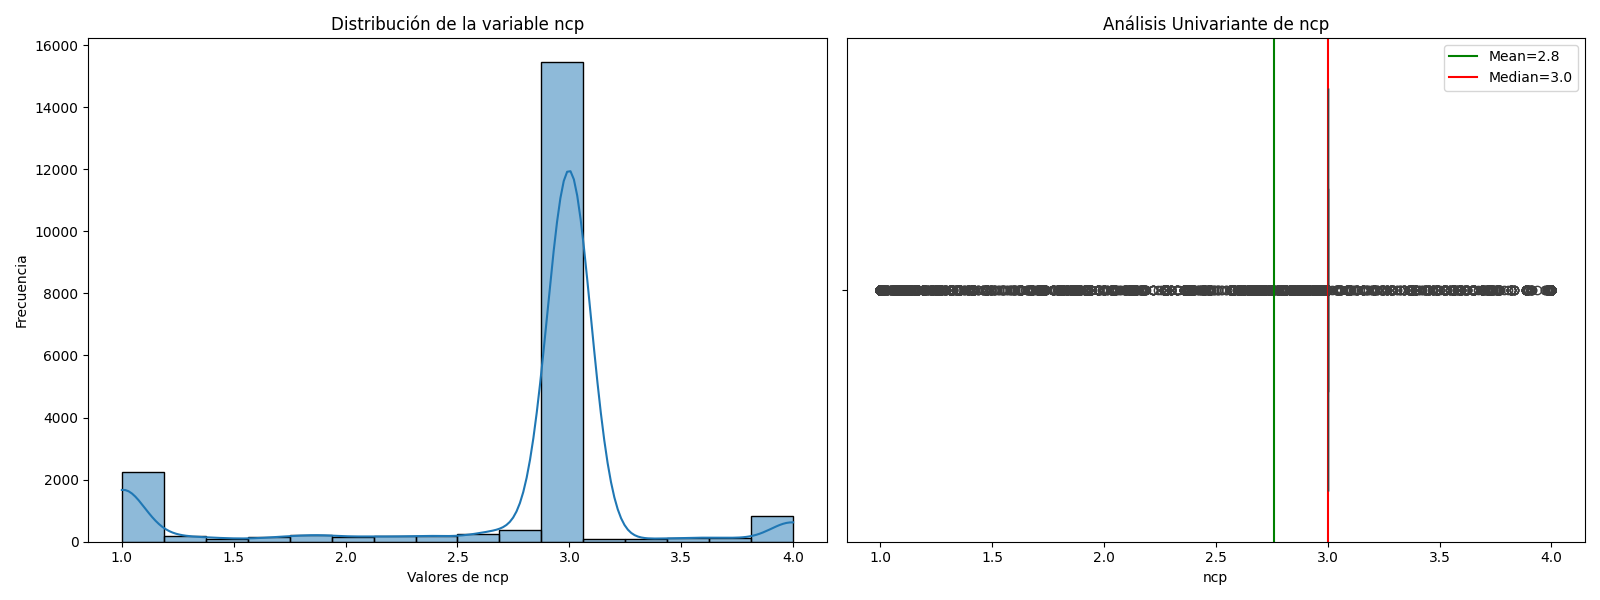 Distribución de la variable ncp
16000
14000
12000
10000
8000
6000
4000
2000
0
Frecuencia
1.0 1.5 2.0 2.5 3.0 3.5 4.0
Valores de ncp
Análisis Univariante de ncp
Mean=2.8
Median=3.0
1.0 1.5 2.0 2.5 3.0 3.5 4.0
ncp